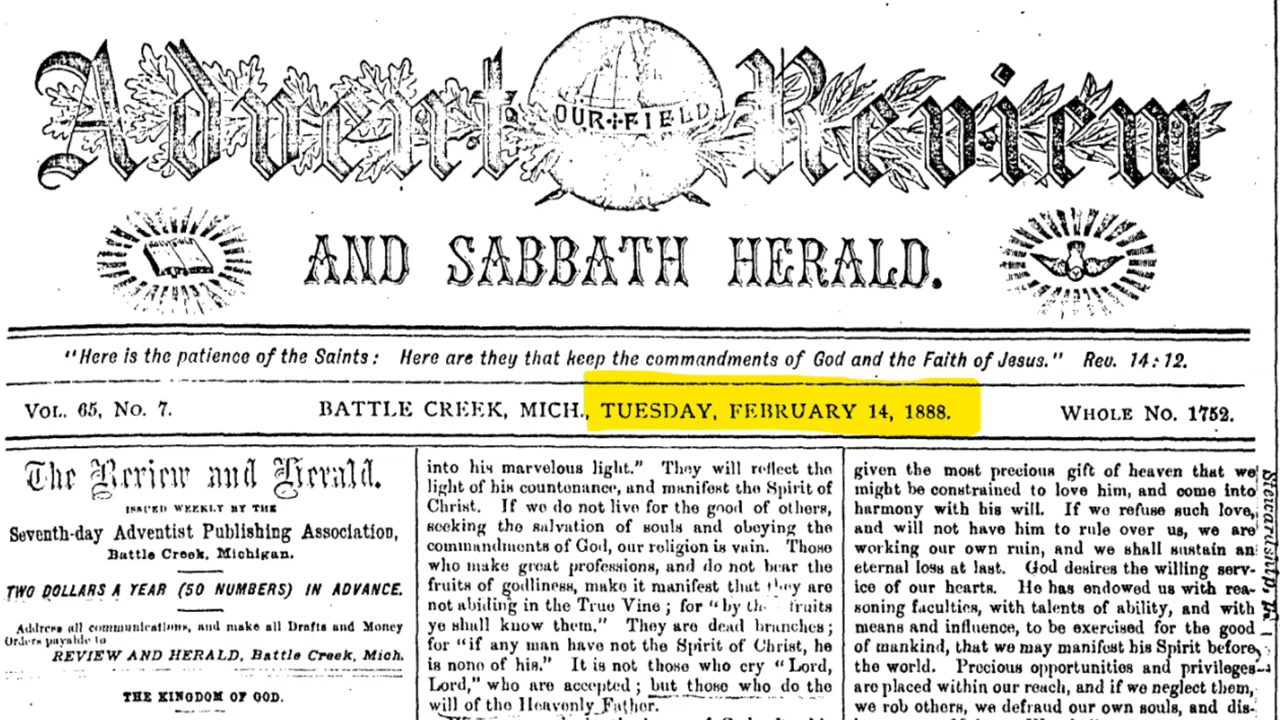 Advent Review
OUR FIELD
AND SABBATH HERALD.
"Here is the patience of the Saints: Here are they that keep the commandments of God and the Faith of Jesus." Rev. 14:12.
VOL. 65, No. 7.
BATTLE CREEK, MICH., TUESDAY, FEBRUARY 14, 1888.
WHOLE No. 1752.
The Review and Herald.
ISSUED WEEKLY BY THE
Seventh-day Adventist Publishing Association,
Battle Creek, Michigan.
TWO DOLLARS A YEAR (50 NUMBERS) IN ADVANCE.
Address all communications, and make all Drafts and Money
Orders payable to
REVIEW AND HERALD, Battle Creek, Mich.
THE KINGDOM OF GOD.
into his marvelous light." They will reflect the
light of his countenance, and manifest the Spirit of
Christ. If we do not live for the good of others,
seeking the salvation of souls and obeying the
commandments of God, our religion is vain. Those
who make great professions, and do not bear the
fruits of godliness, make it manifest that they are
not abiding in the True Vine; for "by fruits
ye shall know them." They are dead branches;
for "if any man have not the Spirit of Christ, he
is none of his." It is not those who cry "Lord,
Lord," who are accepted; but those who do the
will of the Heavenly Father.
given the most precious gift of heaven that we
might be constrained to love him, and come into
harmony with his will. If we refuse such love,
and will not have him to rule over us, we are
working our own ruin, and we shall sustain an
eternal loss at last. God desires the willing serv-
ice of our hearts. He has endowed us with rea-
soning faculties, with talents of ability, and with
means and influence, to be exercised for the good
of mankind, that we may manifest his Spirit before
the world. Precious opportunities and privileges
are placed within our reach, and if we neglect them,
we rob others, we defraud our own souls, and dis-
Stewardship,